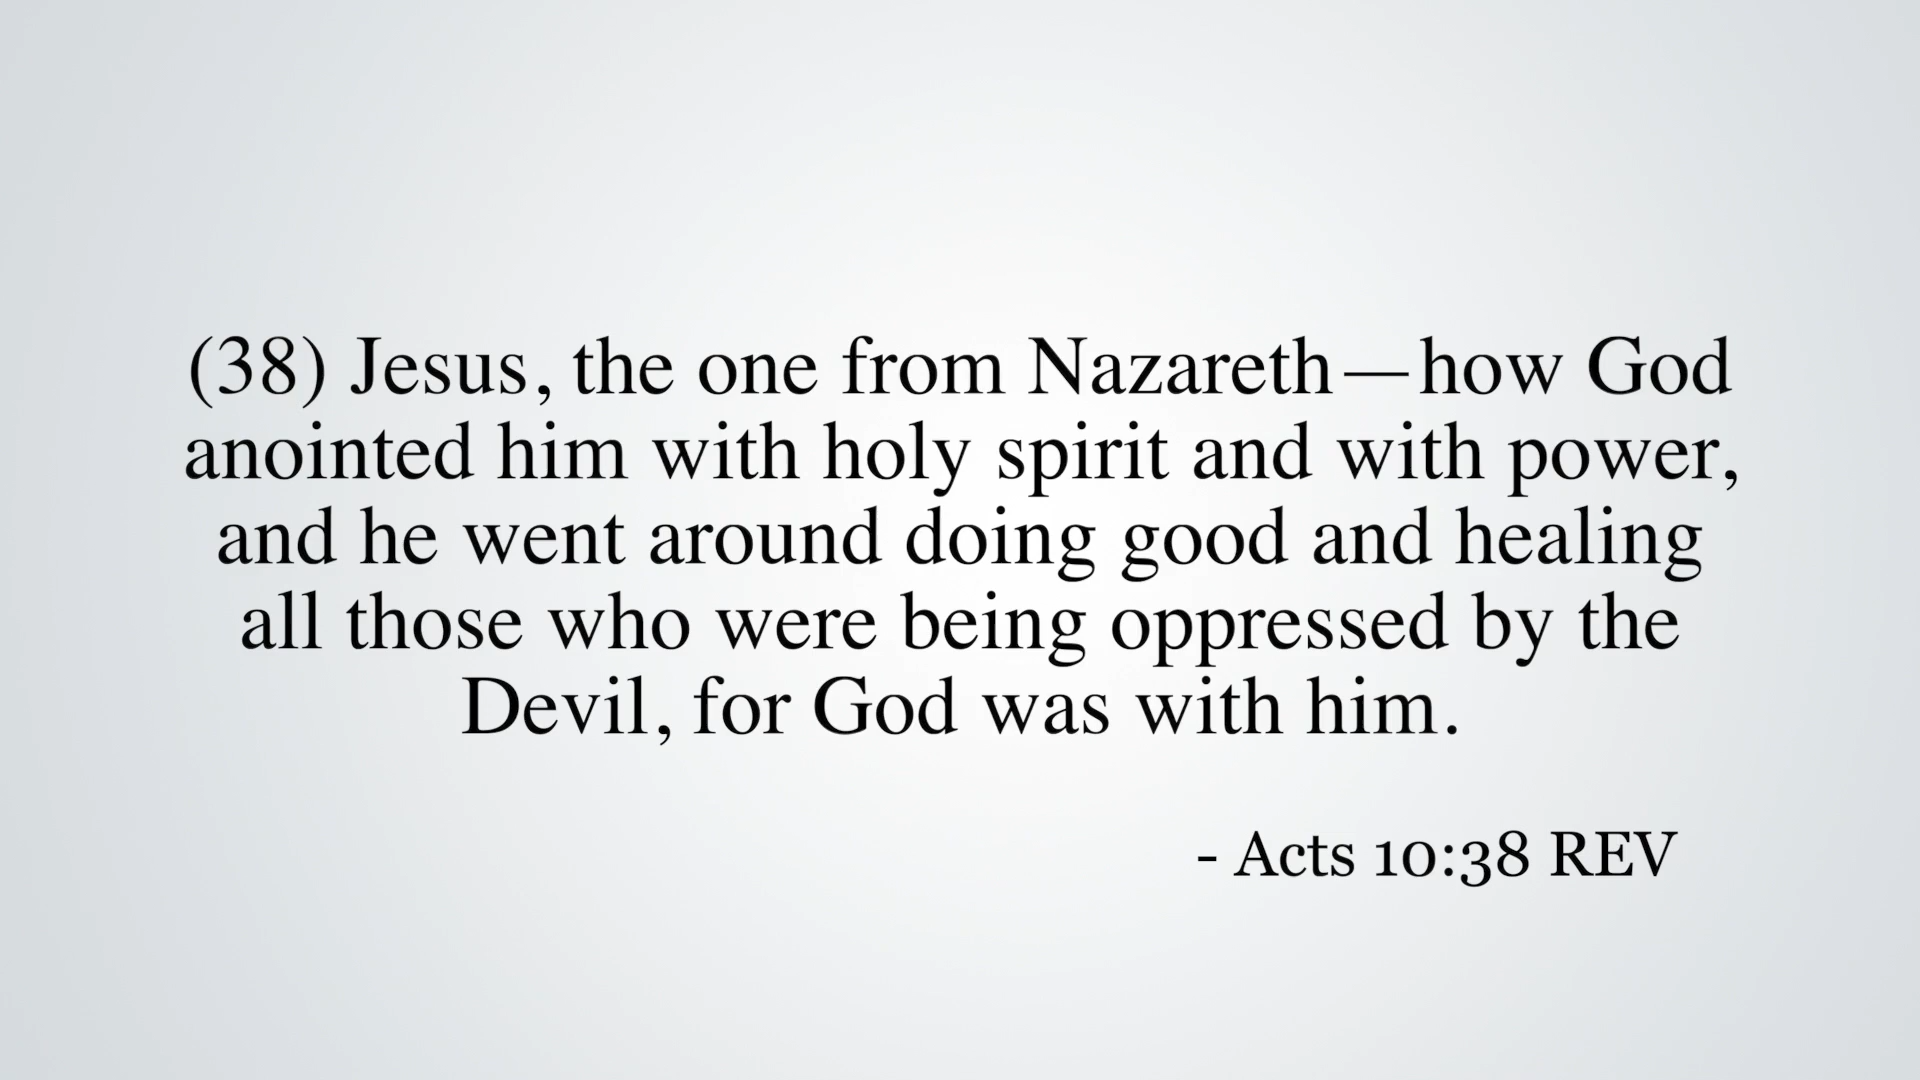 (38) Jesus, the one from Nazareth—how God
anointed him with holy spirit and with power,
and he went around doing good and healing
all those who were being oppressed by the
Devil, for God was with him.
- Acts 10:38 REV